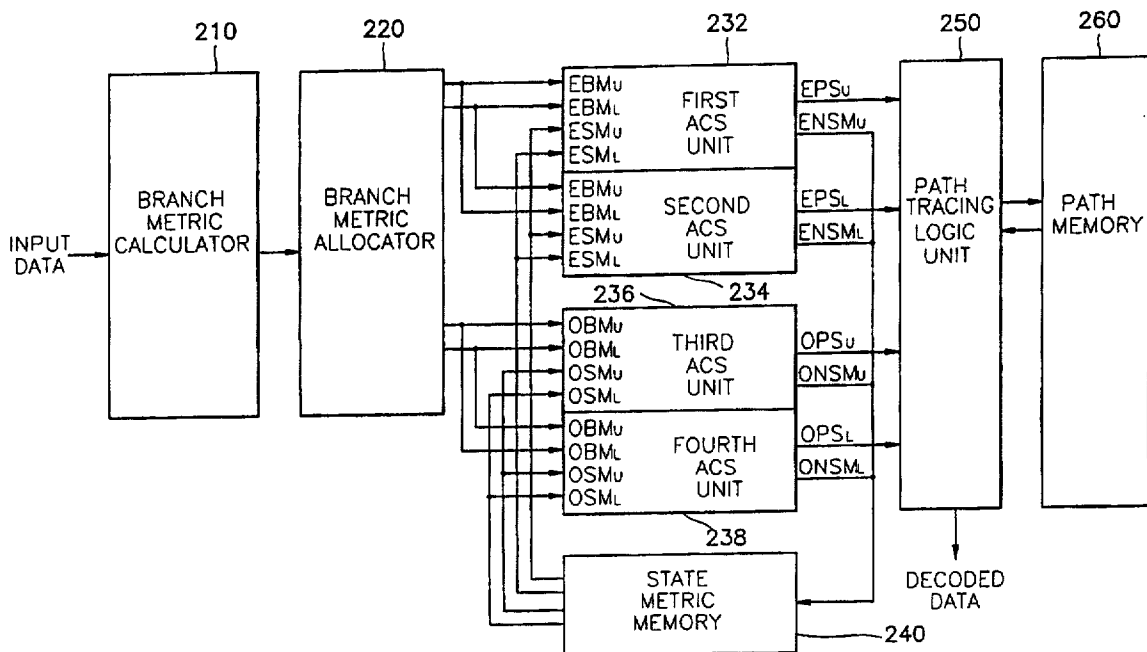 210
220
232
250
260
INPUT
DATA
BRANCH
METRIC
CALCULATOR
BRANCH
METRIC
ALLOCATOR
EBMU
EBML
ESMU
ESML
FIRST
ACS
UNIT
EPSU
ENSMU
EBMU
EBML
ESMU
ESML
SECOND
ACS
UNIT
EPSL
ENSML
234
236
OBMU
OBML
OSMU
OSML
THIRD
ACS
UNIT
OPSU
ONSMU
OBMU
OBML
OSMU
OSML
FOURTH
ACS
UNIT
OPSL
ONSML
238
STATE
METRIC
MEMORY
240
PATH
TRACING
LOGIC
UNIT
PATH
MEMORY
DECODED
DATA